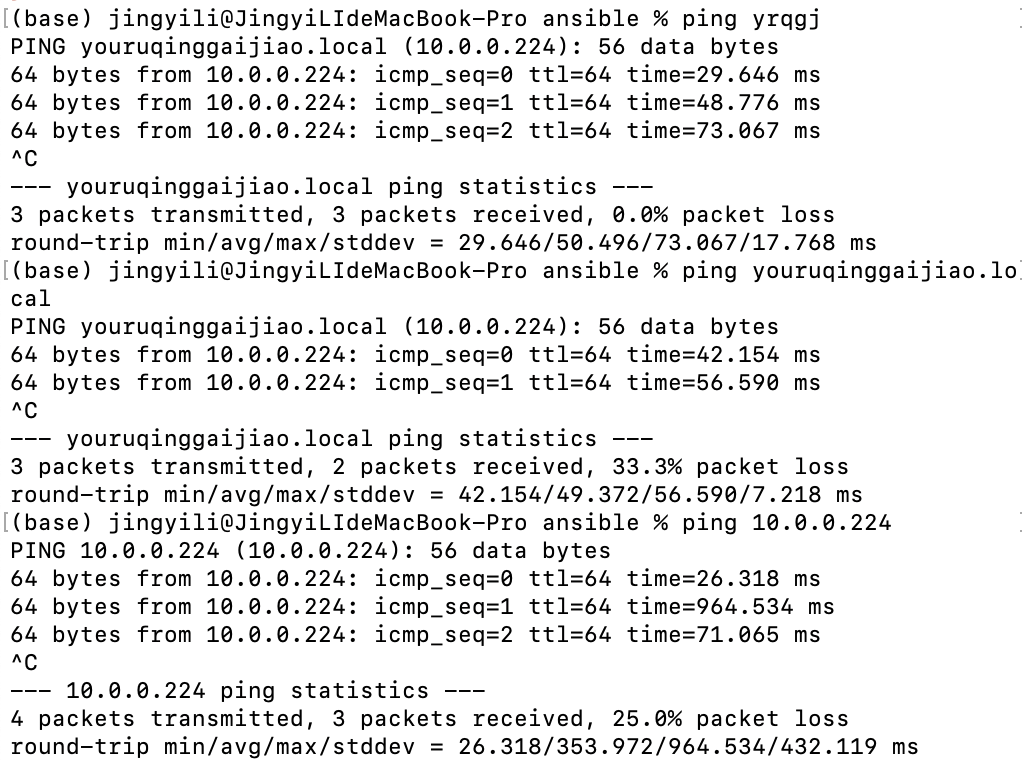 [(base) jingyili@JingyiLIdeMacBook-Pro ansible % ping yrqgj ]
PING youruqinggaijiao.local (10.0.0.224): 56 data bytes
64 bytes from 10.0.0.224: icmp_seq=0 ttl=64 time=29.646 ms
64 bytes from 10.0.0.224: icmp_seq=1 ttl=64 time=48.776 ms
64 bytes from 10.0.0.224: icmp_seq=2 ttl=64 time=73.067 ms
^C
--- youruqinggaijiao.local ping statistics ---
3 packets transmitted, 3 packets received, 0.0% packet loss
round-trip min/avg/max/stddev = 29.646/50.496/73.067/17.768 ms
[(base) jingyili@JingyiLIdeMacBook-Pro ansible % ping youruqinggaijiao.lo]
cal
PING youruqinggaijiao.local (10.0.0.224): 56 data bytes
64 bytes from 10.0.0.224: icmp_seq=0 ttl=64 time=42.154 ms
64 bytes from 10.0.0.224: icmp_seq=1 ttl=64 time=56.590 ms
^C
--- youruqinggaijiao.local ping statistics ---
3 packets transmitted, 2 packets received, 33.3% packet loss
round-trip min/avg/max/stddev = 42.154/49.372/56.590/7.218 ms
[(base) jingyili@JingyiLIdeMacBook-Pro ansible % ping 10.0.0.224 ]
PING 10.0.0.224 (10.0.0.224): 56 data bytes
64 bytes from 10.0.0.224: icmp_seq=0 ttl=64 time=26.318 ms
64 bytes from 10.0.0.224: icmp_seq=1 ttl=64 time=964.534 ms
64 bytes from 10.0.0.224: icmp_seq=2 ttl=64 time=71.065 ms
^C
--- 10.0.0.224 ping statistics ---
4 packets transmitted, 3 packets received, 25.0% packet loss
round-trip min/avg/max/stddev = 26.318/353.972/964.534/432.119 ms